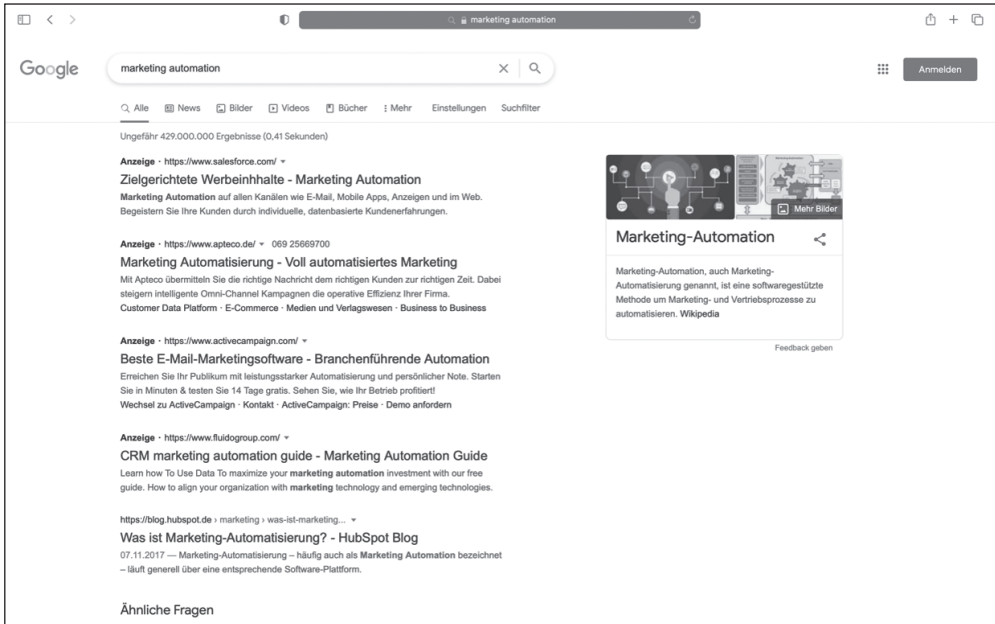 marketing automation
Google
marketing automation
Anmelden
Alle News Bilder Videos Bücher Mehr Einstellungen Suchfilter
Ungefähr 429.000.000 Ergebnisse (0,41 Sekunden)
Anzeige · https://www.salesforce.com/
Zielgerichtete Werbeinhhalte - Marketing Automation
Marketing Automation auf allen Kanälen wie E-Mail, Mobile Apps, Anzeigen und im Web.
Begeistern Sie Ihre Kunden durch individuelle, datenbasierte Kundenerfahrungen.
Anzeige · https://www.apteco.de/ 069 25669700
Marketing Automatisierung - Voll automatisiertes Marketing
Mit Apteco übermitteln Sie die richtige Nachricht dem richtigen Kunden zur richtigen Zeit. Dabei
steigern intelligente Omni-Channel Kampagnen die operative Effizienz Ihrer Firma.
Customer Data Platform · E-Commerce · Medien und Verlagswesen · Business to Business
Anzeige · https://www.activecampaign.com/
Beste E-Mail-Marketingsoftware - Branchenführende Automation
Erreichen Sie Ihr Publikum mit leistungsstarker Automatisierung und persönlicher Note. Starten
Sie in Minuten & testen Sie 14 Tage gratis. Sehen Sie, wie Ihr Betrieb profitiert!
Wechsel zu ActiveCampaign · Kontakt · ActiveCampaign: Preise · Demo anfordern
Anzeige · https://www.fluidogroup.com/
CRM marketing automation guide - Marketing Automation Guide
Learn how To Use Data To maximize your marketing automation investment with our free
guide. How to align your organization with marketing technology and emerging technologies.
https://blog.hubspot.de › marketing › was-ist-marketing...
Was ist Marketing-Automatisierung? - HubSpot Blog
07.11.2017 — Marketing-Automatisierung – häufig auch als Marketing Automation bezeichnet
– läuft generell über eine entsprechende Software-Plattform.
Ähnliche Fragen
Mehr Bilder
Marketing-Automation
Marketing-Automation, auch Marketing-
Automatisierung genannt, ist eine softwaregestützte
Methode um Marketing- und Vertriebsprozesse zu
automatisieren. Wikipedia
Feedback geben